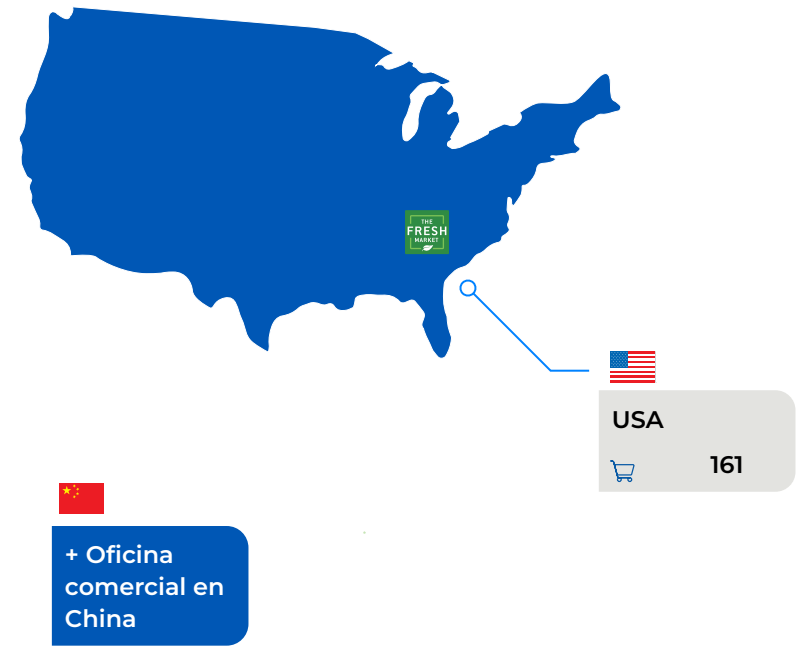 THE
FRESH
MARKET
USA
161
+ Oficina
comercial en
China